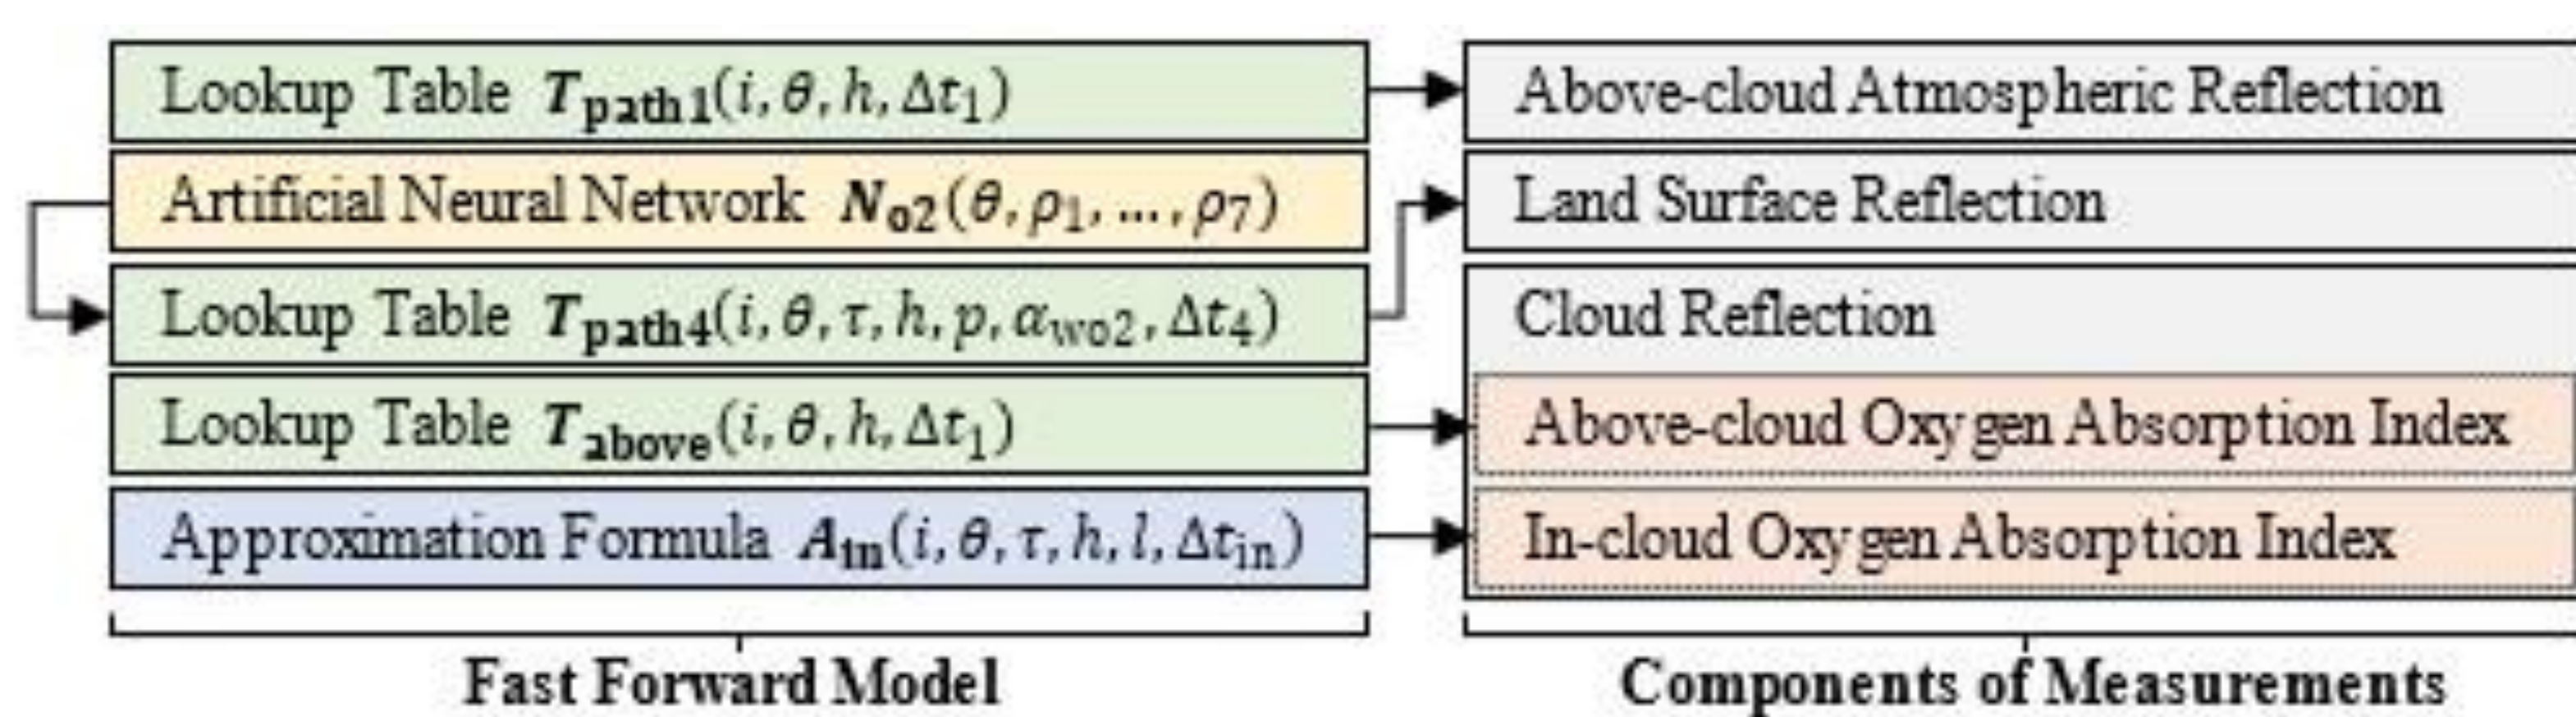 Lookup Table T_path1(i, θ, h, Δt_1)
Above-cloud Atmospheric Reflection
Artificial Neural Network N_o2(θ, ρ_1, ..., ρ_7)
Land Surface Reflection
Lookup Table T_path4(i, θ, τ, h, p, α_wo2, Δt_4)
Cloud Reflection
Lookup Table T_above(i, θ, h, Δt_1)
Above-cloud Oxygen Absorption Index
Approximation Formula A_in(i, θ, τ, h, l, Δt_in)
In-cloud Oxygen Absorption Index
Fast Forward Model
Components of Measurements